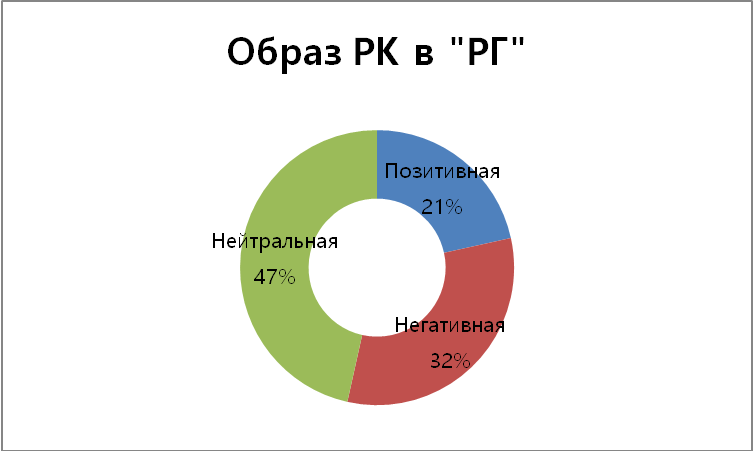 Образ РК в "РГ"
Позитивная
21%
Нейтральная
47%
Негативная
32%